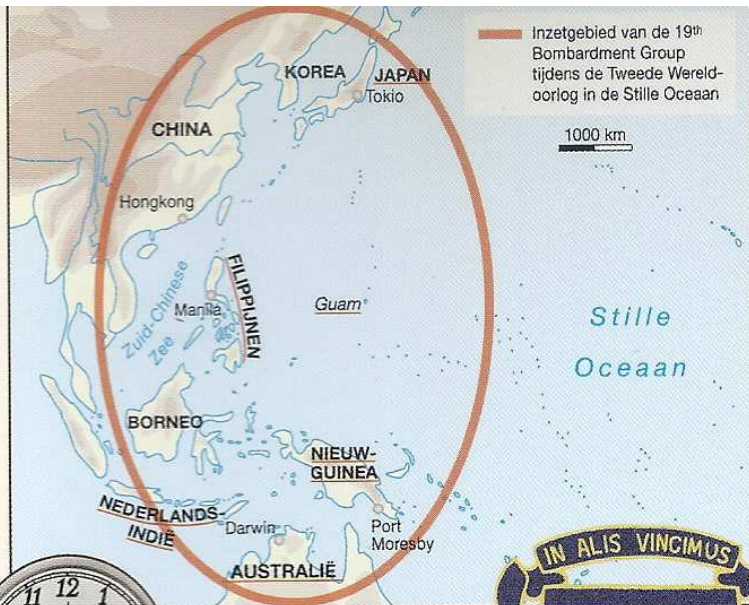 Inzetgebied van de 19th
Bombardment Group
tijdens de Tweede Wereld-
oorlog in de Stille Oceaan
1000 km
KOREA
JAPAN
Tokio
CHINA
Hongkong
FILIPPIJNEN
Manila
Zuid-Chinese
Zee
Guam
Stille
Oceaan
BORNEO
NIEUW-
GUINEA
NEDERLANDS-
INDIË
Darwin
Port
Moresby
AUSTRALIË
IN ALIS VINCIMUS
11 12 1